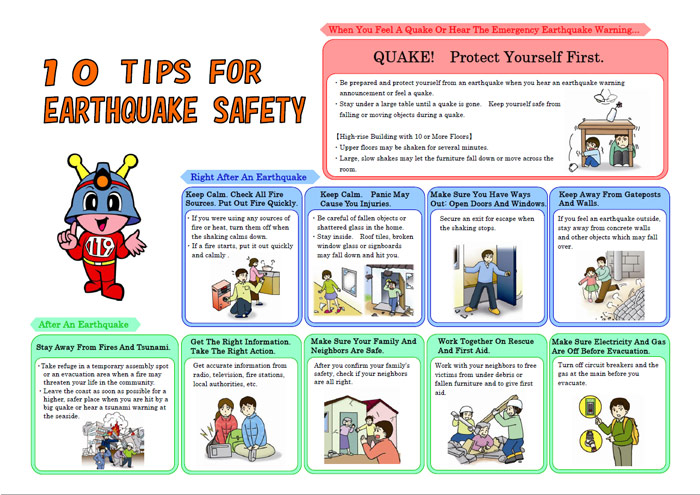 10 TIPS FOR
EARTHQUAKE SAFETY
119
When You Feel A Quake Or Hear The Emergency Earthquake Warning...
QUAKE! Protect Yourself First.
・Be prepared and protect yourself from an earthquake when you hear an earthquake warning
announcement or feel a quake.
・Stay under a large table until a quake is gone. Keep yourself safe from
falling or moving objects during a quake.
【High-rise Building with 10 or More Floors】
・Upper floors may be shaken for several minutes.
・Large, slow shakes may let the furniture fall down or move across the
room.
Right After An Earthquake
Keep Calm. Check All Fire
Sources. Put Out Fire Quickly.
・If you were using any sources of
fire or heat, turn them off when
the shaking calms down.
・If a fire starts, put it out quickly
and calmly .
Keep Calm. Panic May
Cause You Injuries.
・Be careful of fallen objects or
shattered glass in the home.
・Stay inside. Roof tiles, broken
window glass or signboards
may fall down and hit you.
Make Sure You Have Ways
Out: Open Doors And Windows.
Secure an exit for escape when
the shaking stops.
Keep Away From Gateposts
And Walls.
If you feel an earthquake outside,
stay away from concrete walls
and other objects which may fall
over.
After An Earthquake
Stay Away From Fires And Tsunami.
・Take refuge in a temporary assembly spot
or an evacuation area when a fire may
threaten your life in the community.
・Leave the coast as soon as possible for a
higher, safer place when you are hit by a
big quake or hear a tsunami warning at
the seaside.
Get The Right Information.
Take The Right Action.
Get accurate information from
radio, television, fire stations,
local authorities, etc.
Make Sure Your Family And
Neighbors Are Safe.
After you confirm your family's
safety, check if your neighbors
are all right.
Work Together On Rescue
And First Aid.
Work with your neighbors to free
victims from under debris or
fallen furniture and to give first
aid.
Make Sure Electricity And Gas
Are Off Before Evacuation.
Turn off circuit breakers and the
gas at the main before you
evacuate.